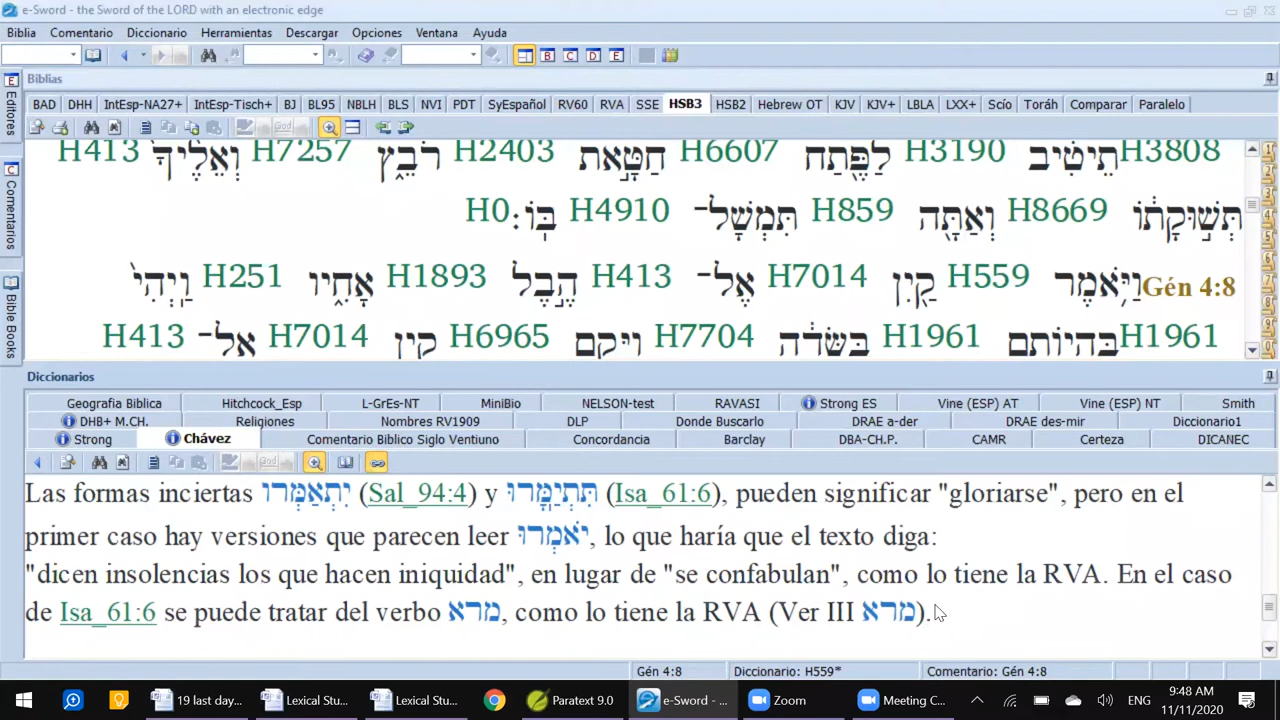 e-Sword - the Sword of the LORD with an electronic edge
Biblia Comentario Diccionario Herramientas Descargar Opciones Ventana Ayuda
B C D E
Biblias
BAD DHH IntEsp-NA27+ IntEsp-Tisch+ BJ BL95 NBLH BLS NVI PDT SyEspañol RV60 RVA SSE HSB3 HSB2 Hebrew OT KJV KJV+ LBLA LXX+ Scío Toráh Comparar Paralelo
H3808 תֵיטִ֔יב H3190 לַפֶּ֖תַח H6607 חַטָּ֣את H2403 רֹבֵ֑ץ H7257 וְאֵלֶ֙יךָ֙ H413
תְּשׁ֣וּקָת֔וֹ H8669 וְאַתָּ֖ה H859 תִּמְשָׁל־ H4910 בּֽוֹ׃ H0
Gén 4:8 וַיֹּ֥אמֶר H559 קַ֖יִן H7014 אֶל־ H413 הֶ֣בֶל H1893 אָחִ֑יו H251 וַֽיְהִי֙
H1961 בִּהְיוֹתָ֣ם H1961 בַּשָּׂדֶ֔ה H7704 וַיָּ֥קָם H6965 קַ֛יִן H7014 אֶל־ H413
E Editores
C Comentarios
Bible Books
Diccionarios
Geografia Biblica Hitchcock_Esp L-GrEs-NT MiniBio NELSON-test RAVASI Strong ES Vine (ESP) AT Vine (ESP) NT Smith
DHB+ M.CH. Religiones Nombres RV1909 DLP Donde Buscarlo DRAE a-der DRAE des-mir Diccionario1
Strong Chávez Comentario Biblico Siglo Ventiuno Concordancia Barclay DBA-CH.P. CAMR Certeza DICANEC
Las formas inciertas יִתְאַמְּרוּ (Sal_94:4) y תִּתְיַמָּרוּ (Isa_61:6), pueden significar "gloriarse", pero en el
primer caso hay versiones que parecen leer יֹאמְרוּ, lo que haría que el texto diga:
"dicen insolencias los que hacen iniquidad", en lugar de "se confabulan", como lo tiene la RVA. En el caso
de Isa_61:6 se puede tratar del verbo מרא, como lo tiene la RVA (Ver III מרא).
Gén 4:8 Diccionario: H559* Comentario: Gén 4:8
19 last day... Lexical Stu... Lexical Stu... Paratext 9.0 e-Sword - ... Zoom Meeting C... ENG 9:48 AM
11/11/2020